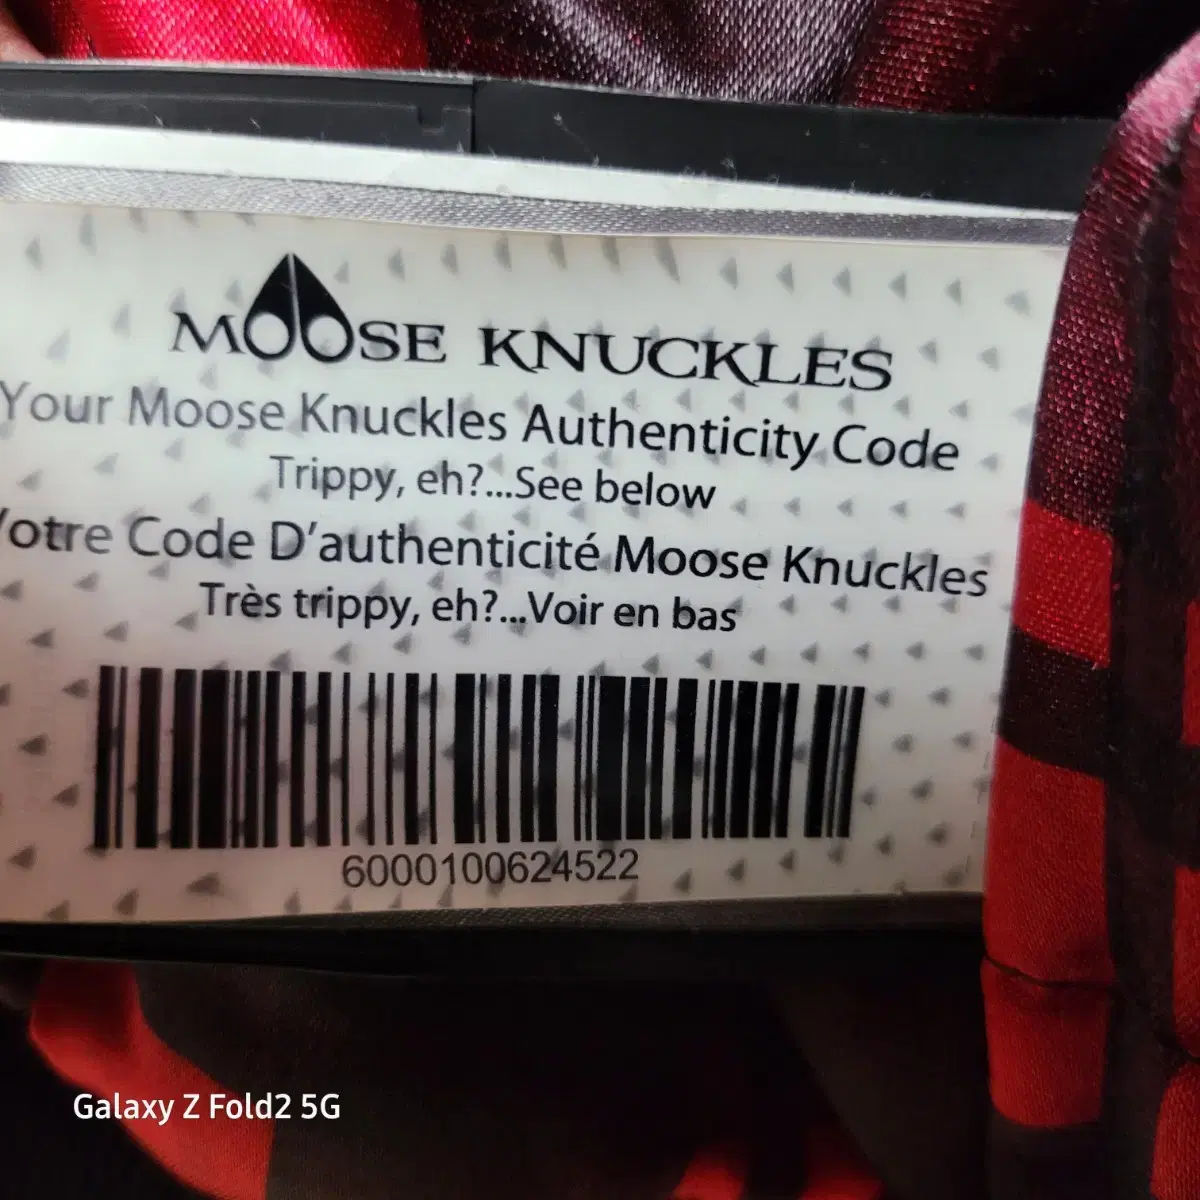 MOOSE KNUCKLES
Your Moose Knuckles Authenticity Code
Trippy, eh?...See below
Votre Code D'authenticité Moose Knuckles
Très trippy, eh?...Voir en bas
6000100624522
Galaxy Z Fold2 5G